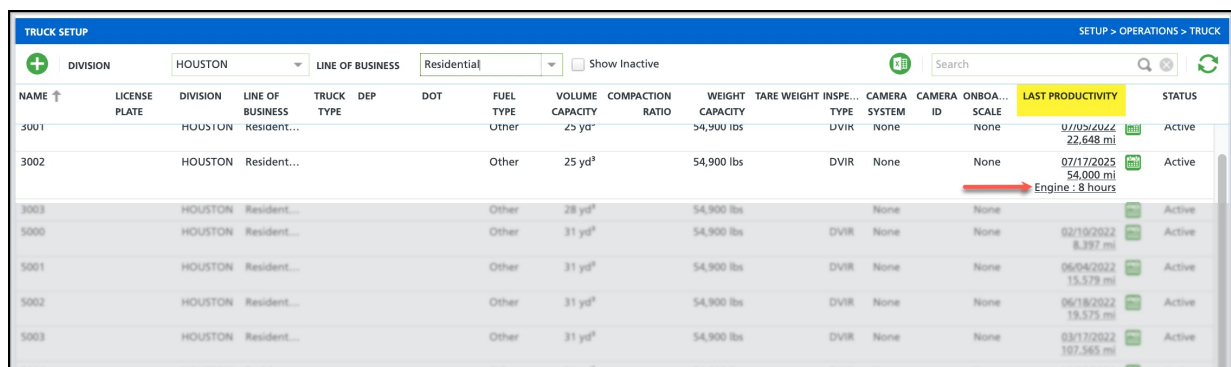 TRUCK SETUP SETUP > OPERATIONS > TRUCK
DIVISION HOUSTON LINE OF BUSINESS Residential Show Inactive Search
NAME LICENSE PLATE DIVISION LINE OF BUSINESS TRUCK TYPE DEP DOT FUEL TYPE VOLUME CAPACITY COMPACTION RATIO WEIGHT CAPACITY TARE WEIGHT INSPE... TYPE CAMERA SYSTEM CAMERA ID ONBOA... SCALE LAST PRODUCTIVITY STATUS
3001 HOUSTON Resident... Other 25 yd³ 54,900 lbs DVIR None None 07/05/2022 Active
22,648 mi
3002 HOUSTON Resident... Other 25 yd³ 54,900 lbs DVIR None None 07/17/2025 Active
54,000 mi
Engine : 8 hours
3003 HOUSTON Resident... Other 28 yd³ 54,900 lbs None None Active
5000 HOUSTON Resident... Other 31 yd³ 54,900 lbs DVIR None None 02/10/2022 Active
8,397 mi
5001 HOUSTON Resident... Other 31 yd³ 54,900 lbs DVIR None None 06/04/2022 Active
15,579 mi
5002 HOUSTON Resident... Other 31 yd³ 54,900 lbs DVIR None None 06/18/2022 Active
19,575 mi
5003 HOUSTON Resident... Other 31 yd³ 54,900 lbs DVIR None None 03/17/2022 Active
107,565 mi